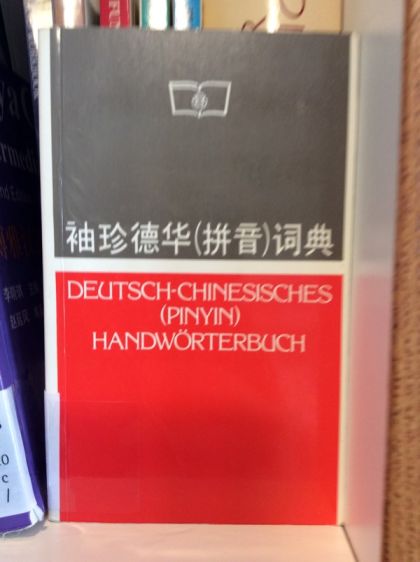 袖珍德华(拼音)词典
DEUTSCH-CHINESISCHES
(PINYIN)
HANDWÖRTERBUCH